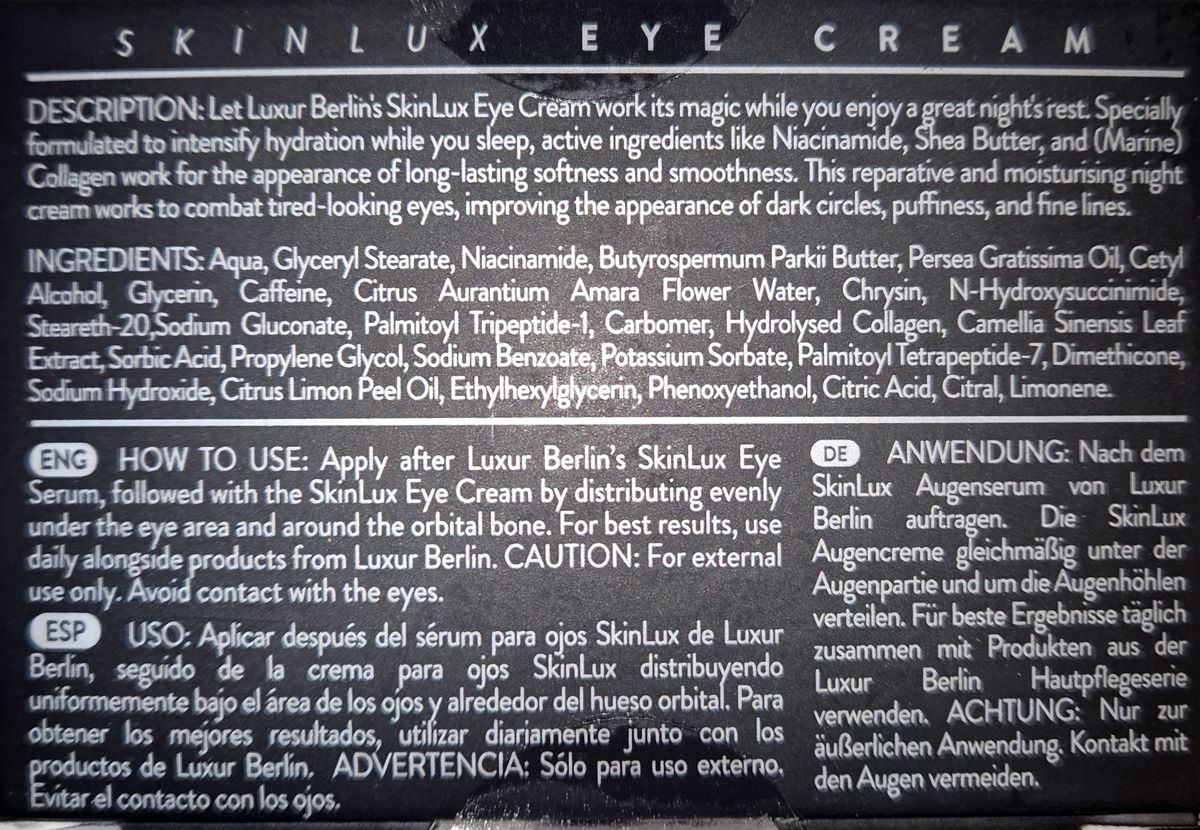 SKINLUX EYE CREAM
DESCRIPTION: Let Luxur Berlin's SkinLux Eye Cream work its magic while you enjoy a great night's rest. Specially
formulated to intensify hydration while you sleep, active ingredients like Niacinamide, Shea Butter, and (Marine)
Collagen work for the appearance of long-lasting softness and smoothness. This reparative and moisturising night
cream works to combat tired-looking eyes, improving the appearance of dark circles, puffiness, and fine lines.
INGREDIENTS: Aqua, Glyceryl Stearate, Niacinamide, Butyrospermum Parkii Butter, Persea Gratissima Oil, Cetyl
Alcohol, Glycerin, Caffeine, Citrus Aurantium Amara Flower Water, Chrysin, N-Hydroxysuccinimide,
Steareth-20,Sodium Gluconate, Palmitoyl Tripeptide-1, Carbomer, Hydrolysed Collagen, Camellia Sinensis Leaf
Extract, Sorbic Acid, Propylene Glycol, Sodium Benzoate, Potassium Sorbate, Palmitoyl Tetrapeptide-7, Dimethicone,
Sodium Hydroxide, Citrus Limon Peel Oil, Ethylhexylglycerin, Phenoxyethanol, Citric Acid, Citral, Limonene.
ENG HOW TO USE: Apply after Luxur Berlin's SkinLux Eye
Serum, followed with the SkinLux Eye Cream by distributing evenly
under the eye area and around the orbital bone. For best results, use
daily alongside products from Luxur Berlin. CAUTION: For external
use only. Avoid contact with the eyes.
ESP USO: Aplicar después del sérum para ojos SkinLux de Luxur
Berlin, seguido de la crema para ojos SkinLux distribuyendo
uniformemente bajo el área de los ojos y alrededor del hueso orbital. Para
obtener los mejores resultados, utilizar diariamente junto con los
productos de Luxur Berlin. ADVERTENCIA: Sólo para uso externo.
Evitar el contacto con los ojos.
DE ANWENDUNG: Nach dem
SkinLux Augenserum von Luxur
Berlin auftragen. Die SkinLux
Augencreme gleichmäßig unter der
Augenpartie und um die Augenhöhlen
verteilen. Für beste Ergebnisse täglich
zusammen mit Produkten aus der
Luxur Berlin Hautpflegeserie
verwenden. ACHTUNG: Nur zur
äußerlichen Anwendung. Kontakt mit
den Augen vermeiden.